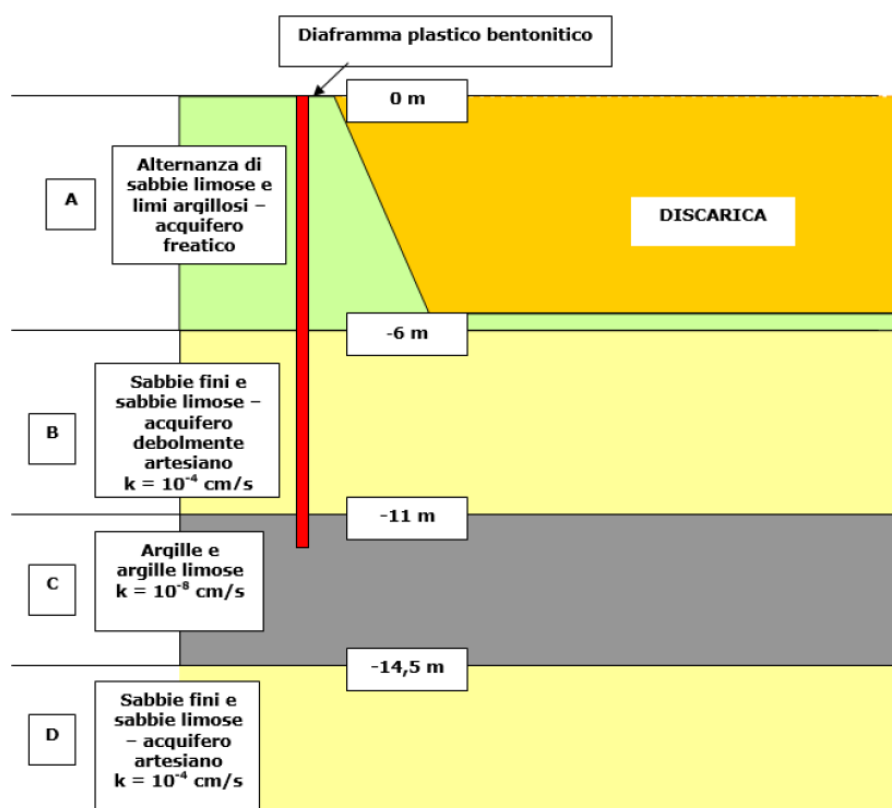 Diaframma plastico bentonitico
0 m
A
Alternanza di
sabbie limose e
limi argillosi –
acquifero
freatico
DISCARICA
-6 m
B
Sabbie fini e
sabbie limose –
acquifero
debolmente
artesiano
k = 10⁻⁴ cm/s
-11 m
C
Argille e
argille limose
k = 10⁻⁸ cm/s
-14,5 m
D
Sabbie fini e
sabbie limose
– acquifero
artesiano
k = 10⁻⁴ cm/s